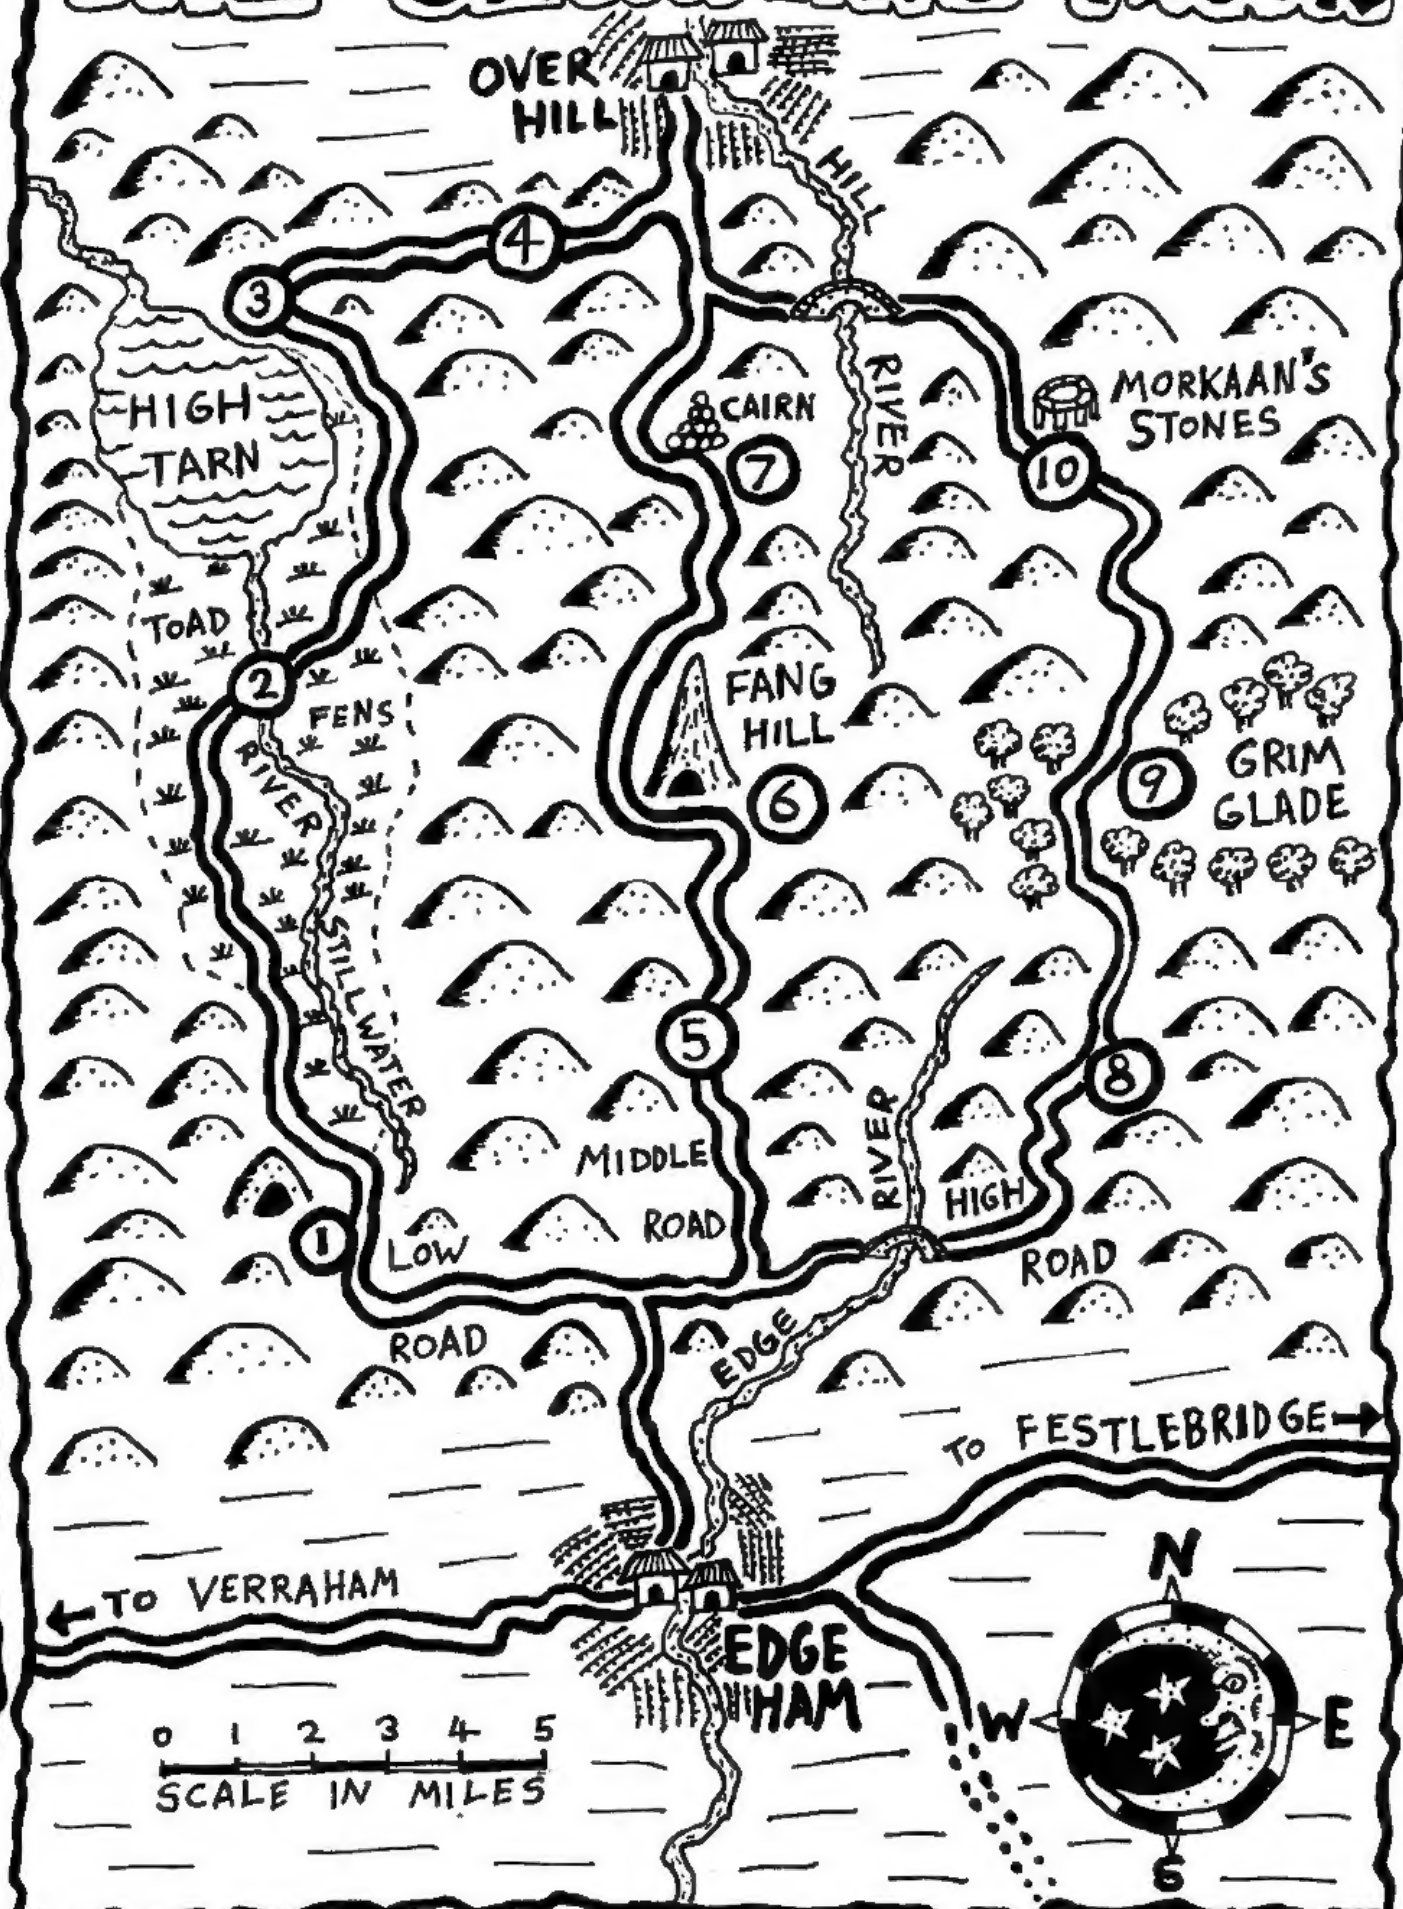 OVER
HILL
HILL
RIVER
4
3
HIGH
TARN
CAIRN
7
MORKAAN'S
STONES
10
TOAD
2
FENS
RIVER
STILLWATER
FANG
HILL
6
9
GRIM
GLADE
5
8
MIDDLE
ROAD
RIVER
EDGE
HIGH
ROAD
1
LOW
ROAD
TO FESTLEBRIDGE
TO VERRAHAM
EDGE
HAM
0 1 2 3 4 5
SCALE IN MILES
N
W
E
S